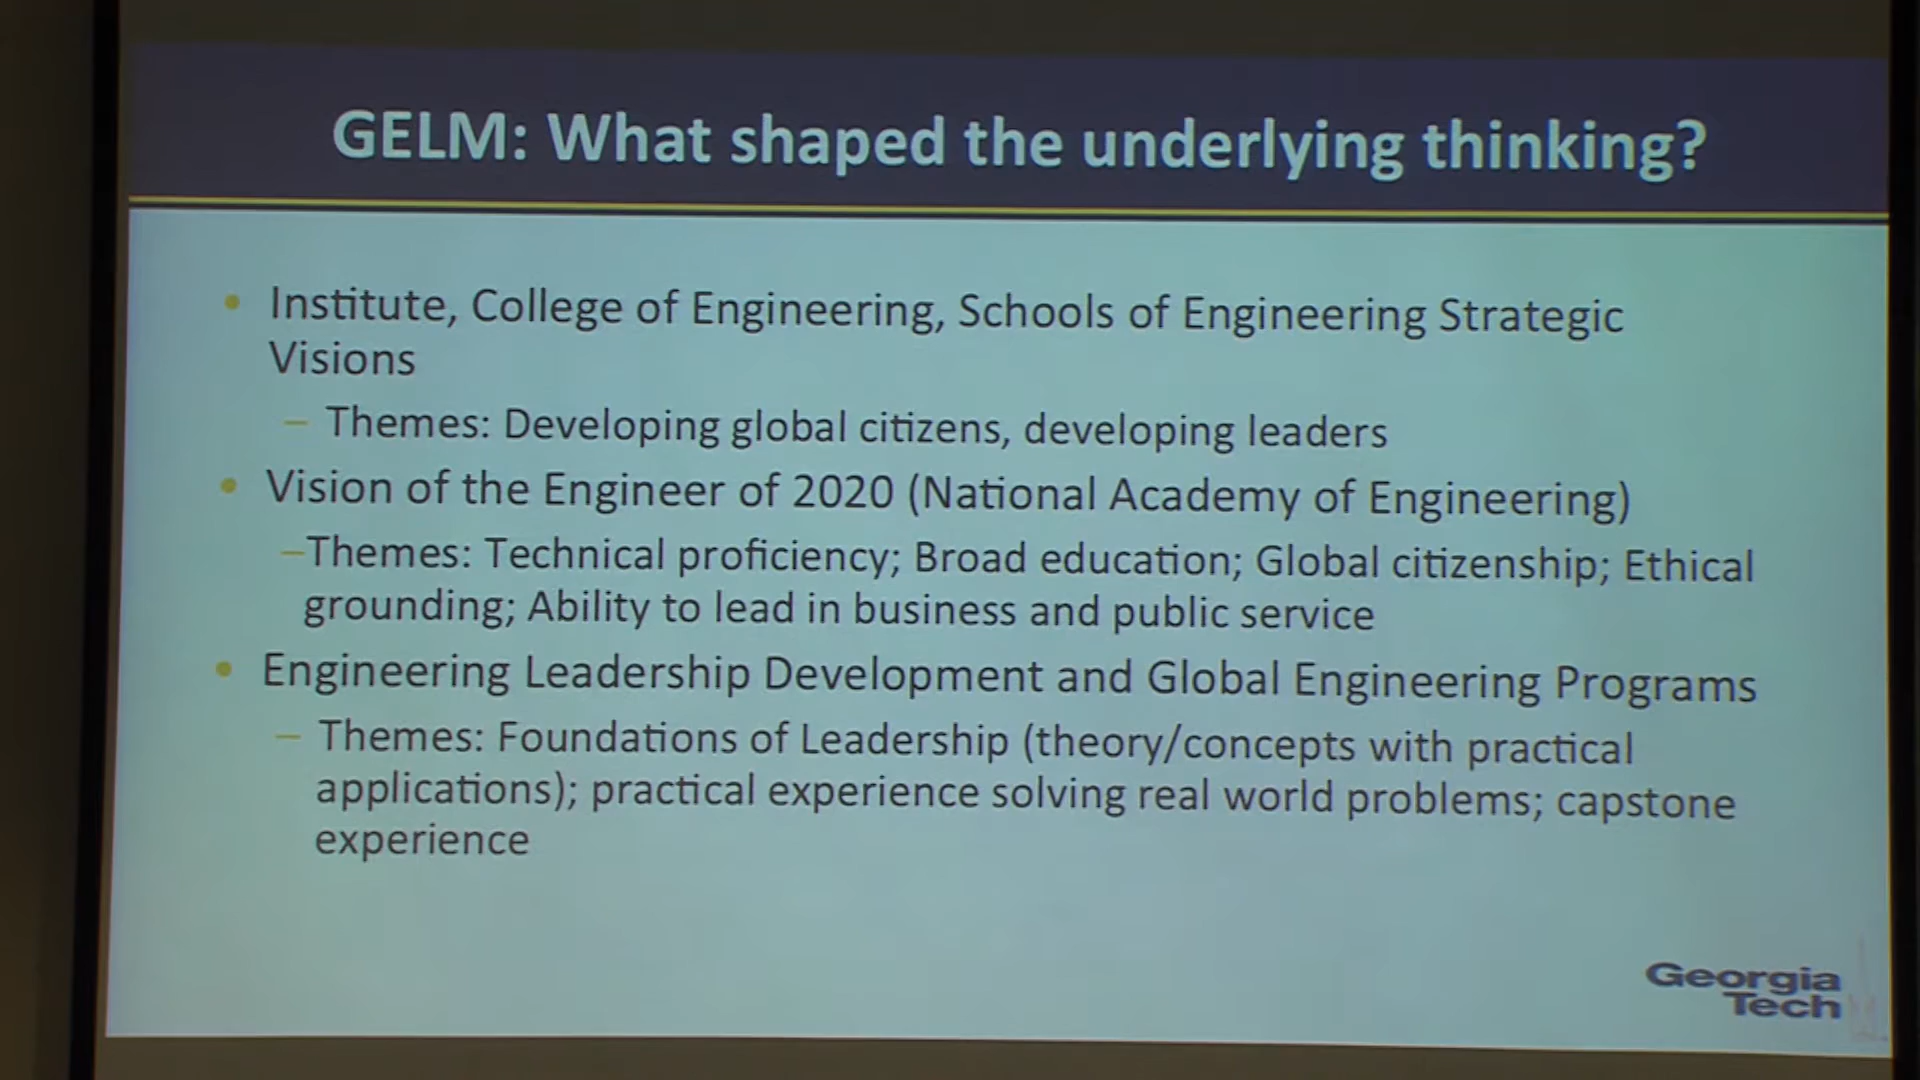 GELM: What shaped the underlying thinking?
• Institute, College of Engineering, Schools of Engineering Strategic
Visions
– Themes: Developing global citizens, developing leaders
• Vision of the Engineer of 2020 (National Academy of Engineering)
–Themes: Technical proficiency; Broad education; Global citizenship; Ethical
grounding; Ability to lead in business and public service
• Engineering Leadership Development and Global Engineering Programs
– Themes: Foundations of Leadership (theory/concepts with practical
applications); practical experience solving real world problems; capstone
experience
Georgia
Tech